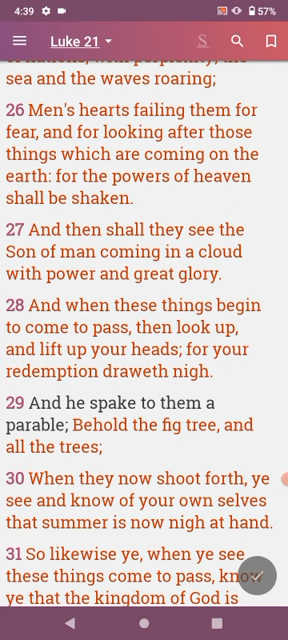 4:39 57%
Luke 21 S
of nations, with perplexity; the
sea and the waves roaring;
26 Men's hearts failing them for
fear, and for looking after those
things which are coming on the
earth: for the powers of heaven
shall be shaken.
27 And then shall they see the
Son of man coming in a cloud
with power and great glory.
28 And when these things begin
to come to pass, then look up,
and lift up your heads; for your
redemption draweth nigh.
29 And he spake to them a
parable; Behold the fig tree, and
all the trees;
30 When they now shoot forth, ye
see and know of your own selves
that summer is now nigh at hand.
31 So likewise ye, when ye see
these things come to pass, know
ye that the kingdom of God is